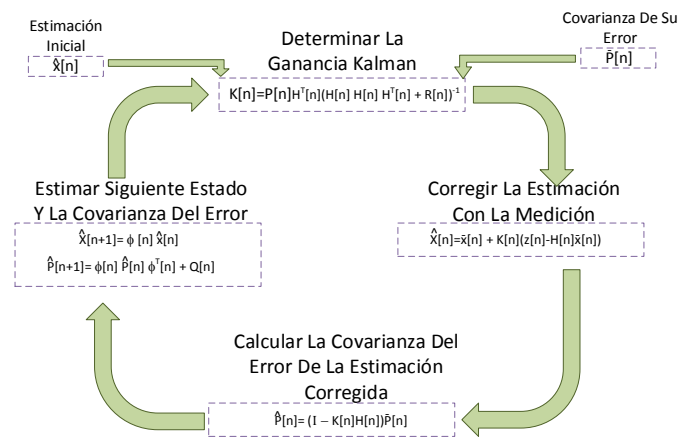 Estimación
Inicial
x̂[n]
Determinar La
Ganancia Kalman
Covarianza De Su
Error
P̄[n]
K[n]=P[n]Hᵀ[n](H[n] H[n] Hᵀ[n] + R[n])⁻¹
Estimar Siguiente Estado
Y La Covarianza Del Error
X̂[n+1]= ϕ [n] x̂[n]
P̂[n+1]= ϕ[n] P̂[n] ϕᵀ[n] + Q[n]
Corregir La Estimación
Con La Medición
X̂[n]=x̄[n] + K[n](z[n]-H[n]x̄[n])
Calcular La Covarianza Del
Error De La Estimación
Corregida
P̂[n]= (I – K[n]H[n])P̄[n]